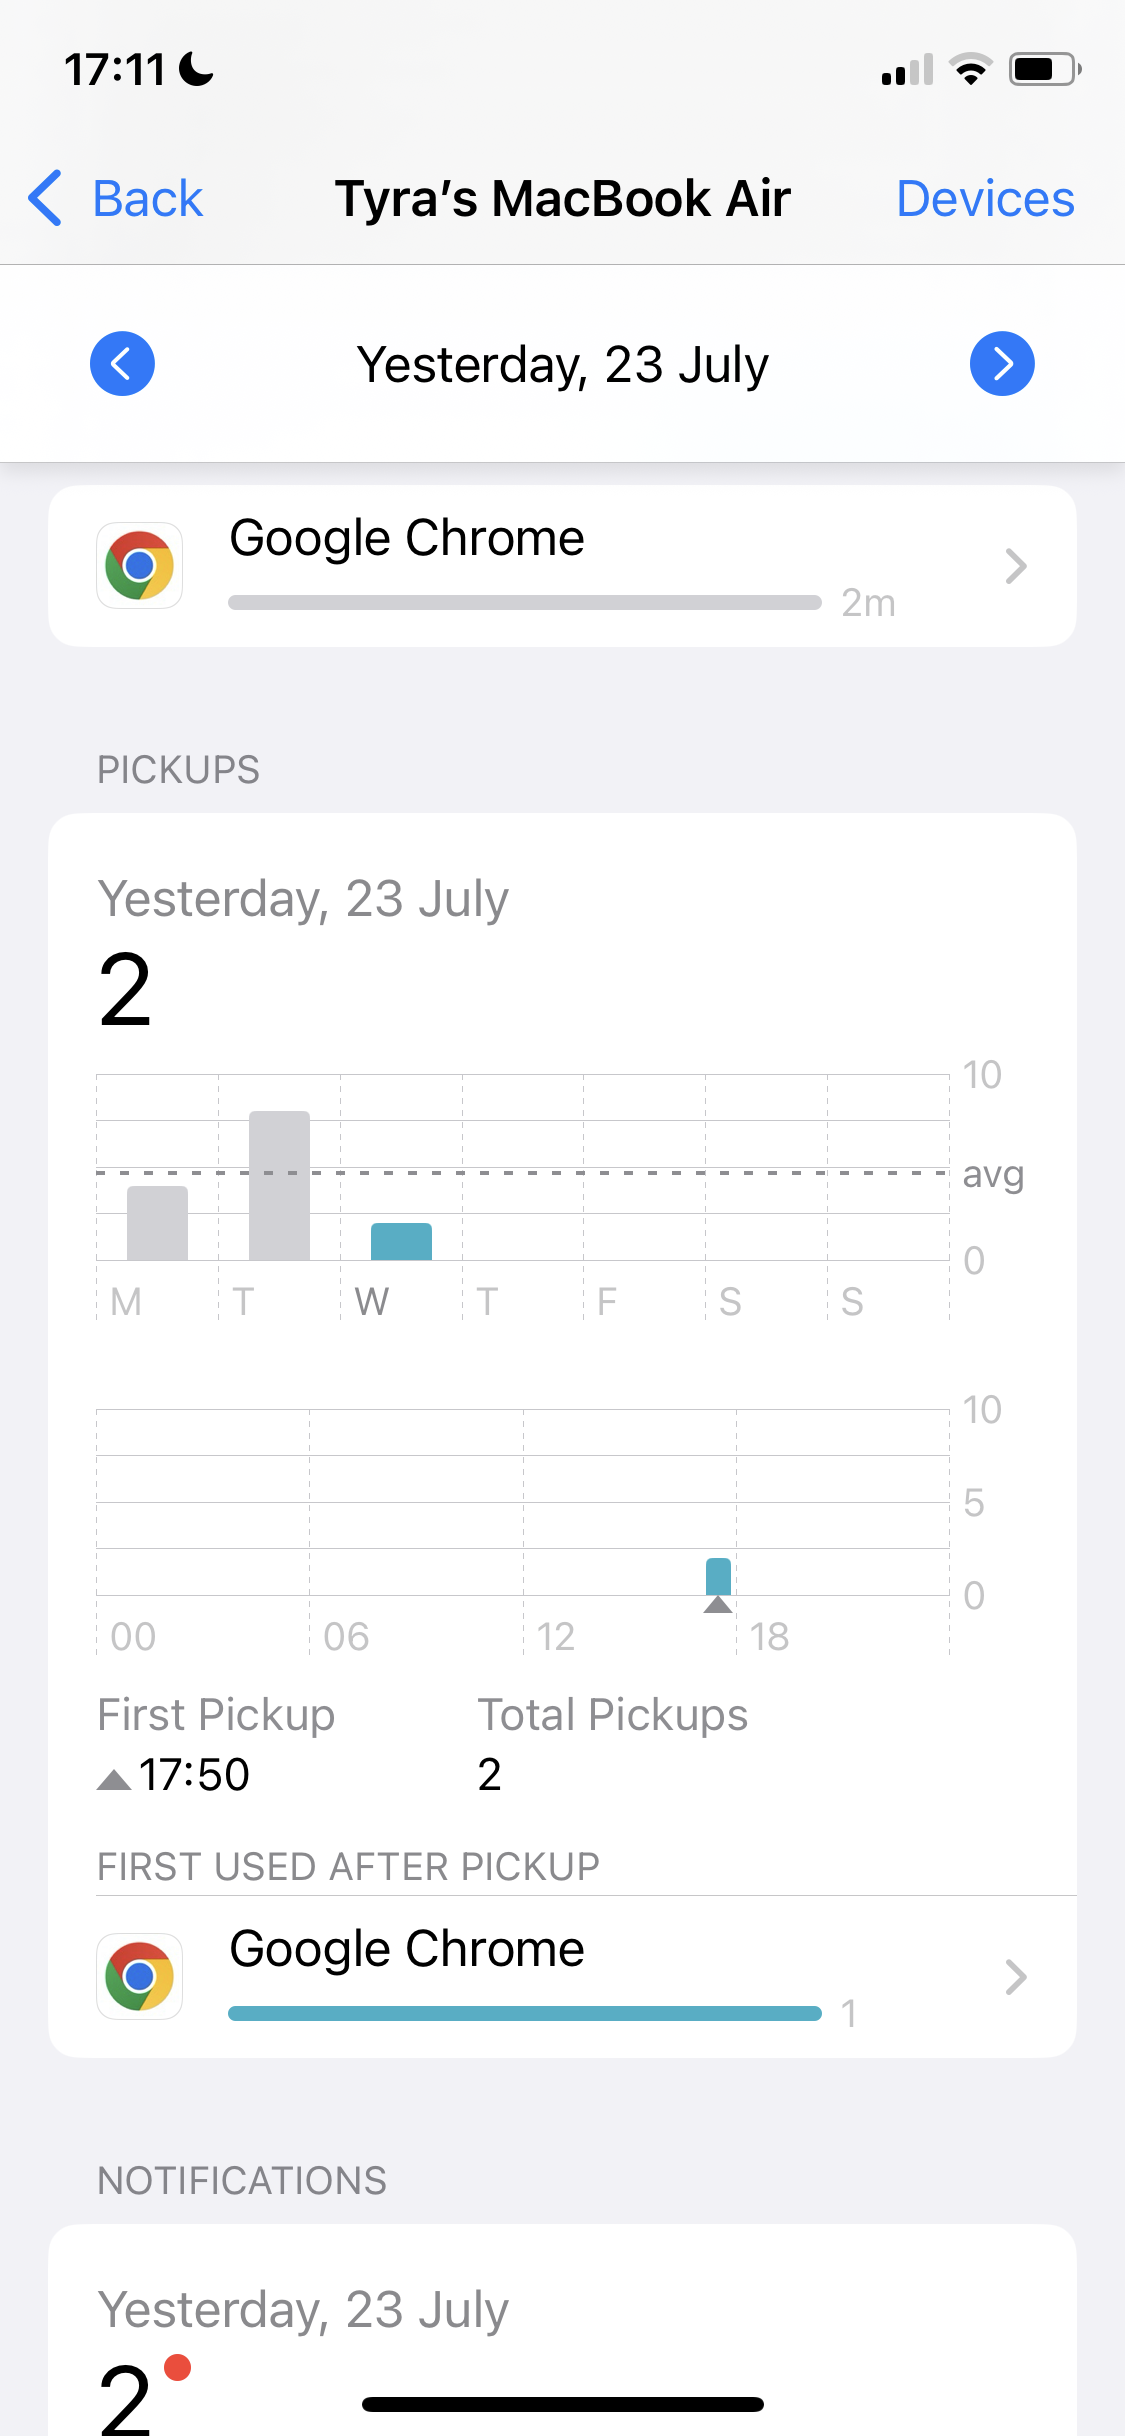 17:11
Back Tyra's MacBook Air Devices
Yesterday, 23 July
Google Chrome
2m
PICKUPS
Yesterday, 23 July
2
10
avg
0
M T W T F S S
10
5
0
00 06 12 18
First Pickup Total Pickups
17:50 2
FIRST USED AFTER PICKUP
Google Chrome
1
NOTIFICATIONS
Yesterday, 23 July
2